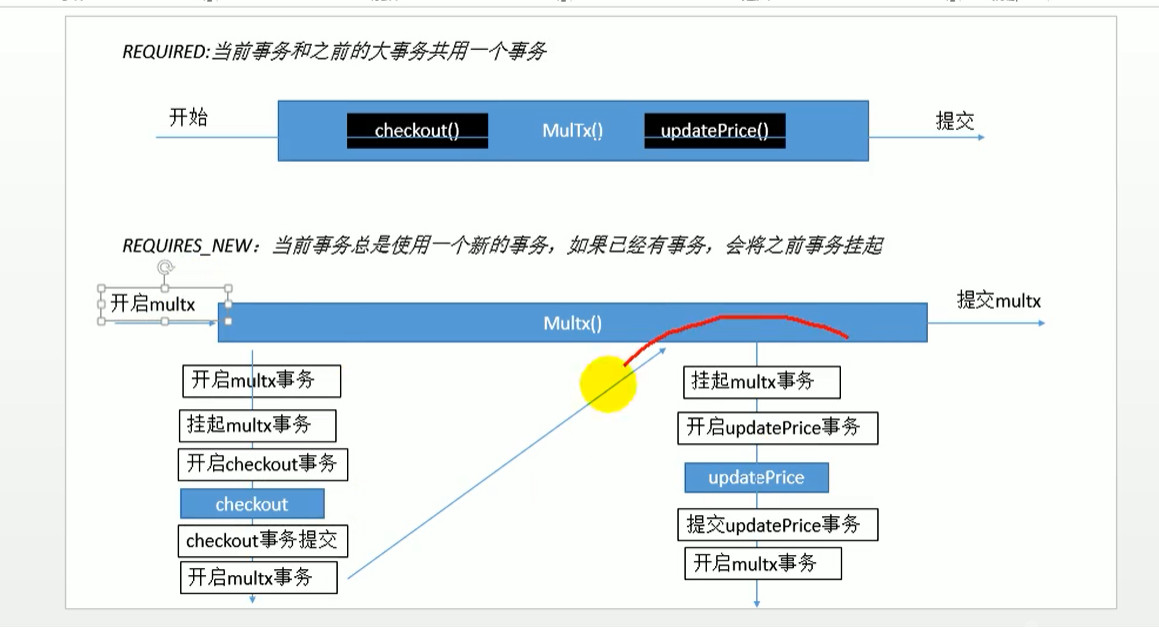 REQUIRED:当前事务和之前的大事务共用一个事务
开始
checkout()
MulTx()
updatePrice()
提交
REQUIRES_NEW：当前事务总是使用一个新的事务，如果已经有事务，会将之前事务挂起
开启multx
Multx()
提交multx
开启multx事务
挂起multx事务
开启checkout事务
checkout
checkout事务提交
开启multx事务
挂起multx事务
开启updatePrice事务
updatePrice
提交updatePrice事务
开启multx事务